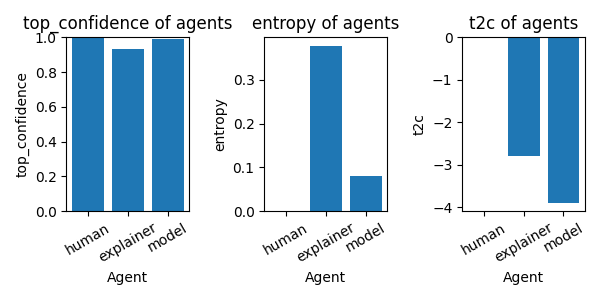 top_confidence of agents
top_confidence
1.0
0.8
0.6
0.4
0.2
0.0
human
explainer
model
Agent
entropy of agents
entropy
0.3
0.2
0.1
0.0
human
explainer
model
Agent
t2c of agents
t2c
0
−1
−2
−3
−4
human
explainer
model
Agent